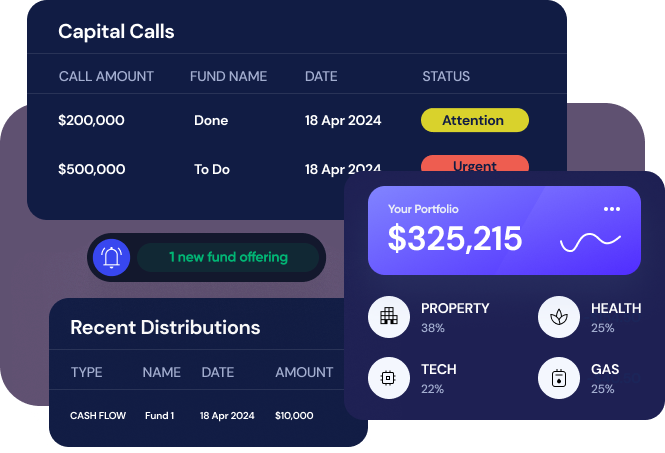 Capital Calls
CALL AMOUNT FUND NAME DATE STATUS
$200,000 Done 18 Apr 2024 Attention
$500,000 To Do 18 Apr 2024 Urgent
Your Portfolio
$325,215
1 new fund offering
PROPERTY
38%
HEALTH
25%
TECH
22%
GAS
25%
Recent Distributions
TYPE NAME DATE AMOUNT
CASH FLOW Fund 1 18 Apr 2024 $10,000